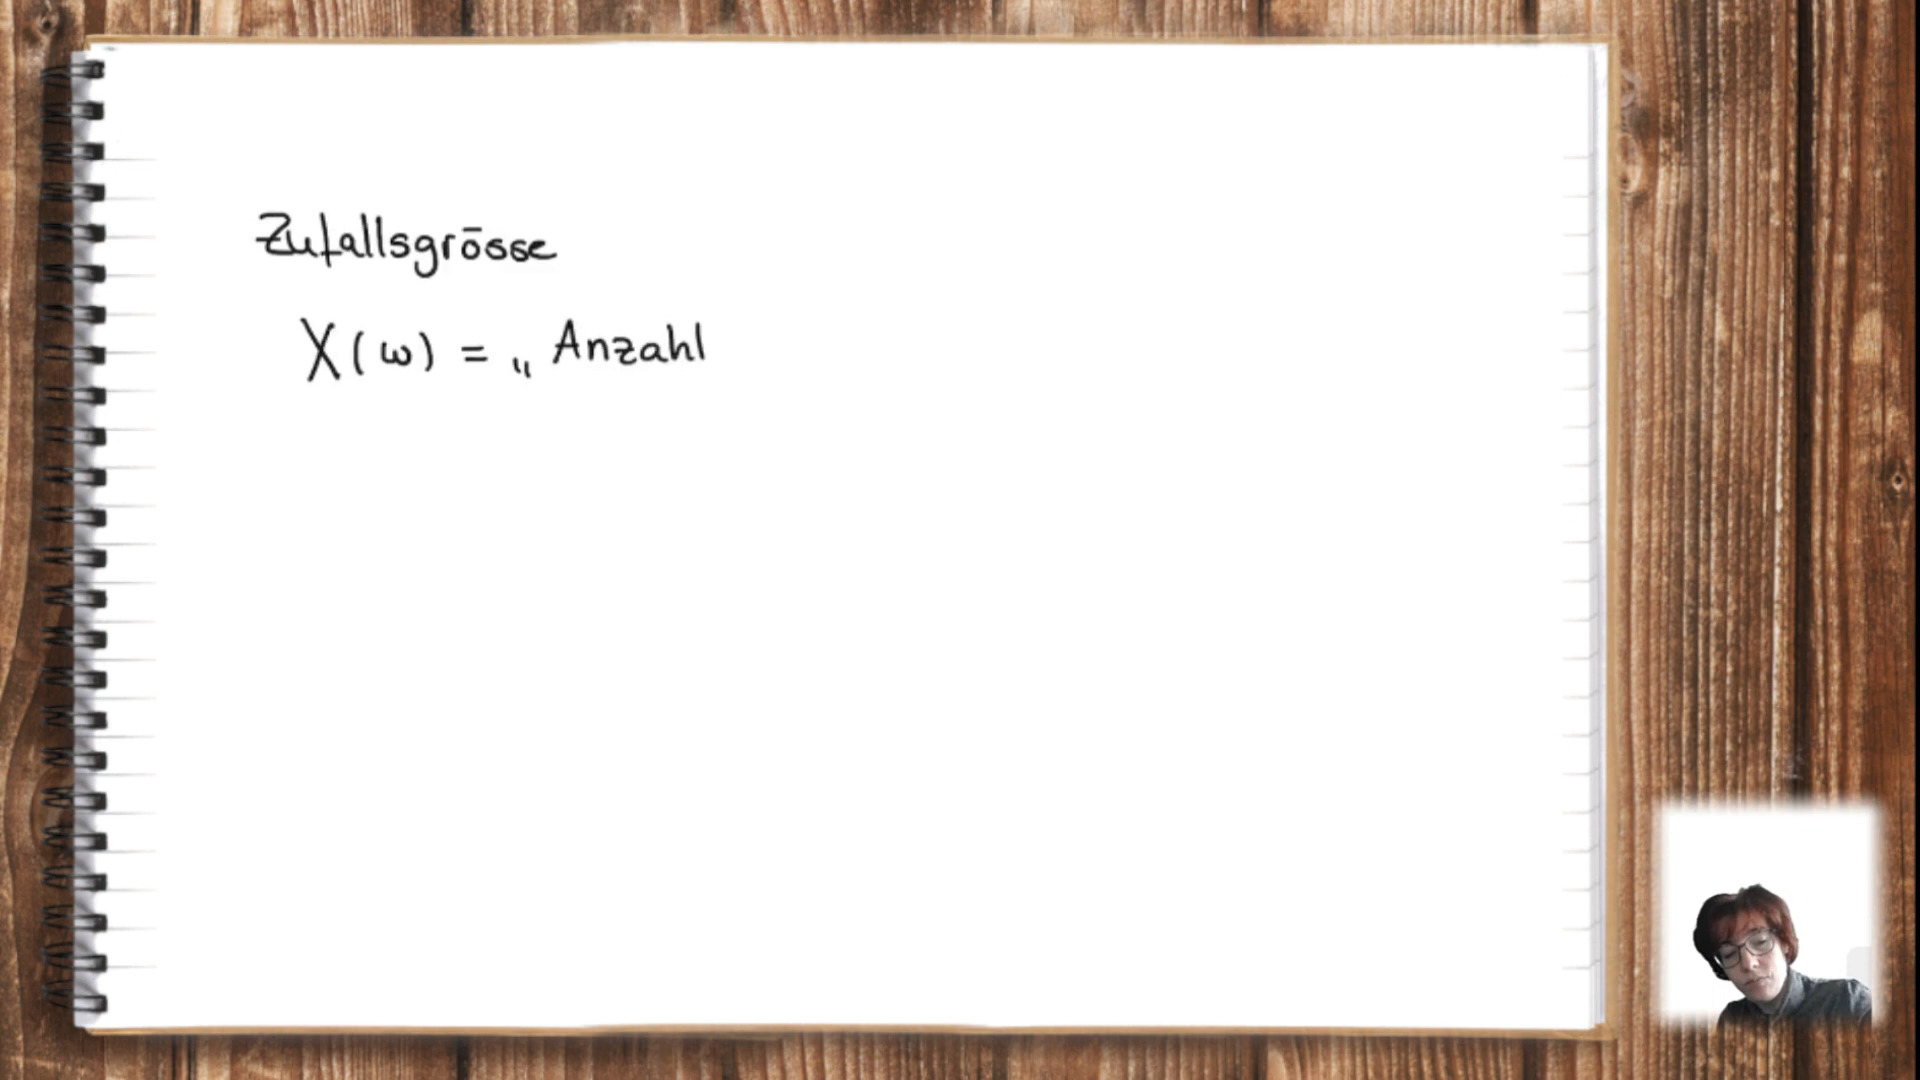 Zufallsgrösse
X(ω) = „ Anzahl